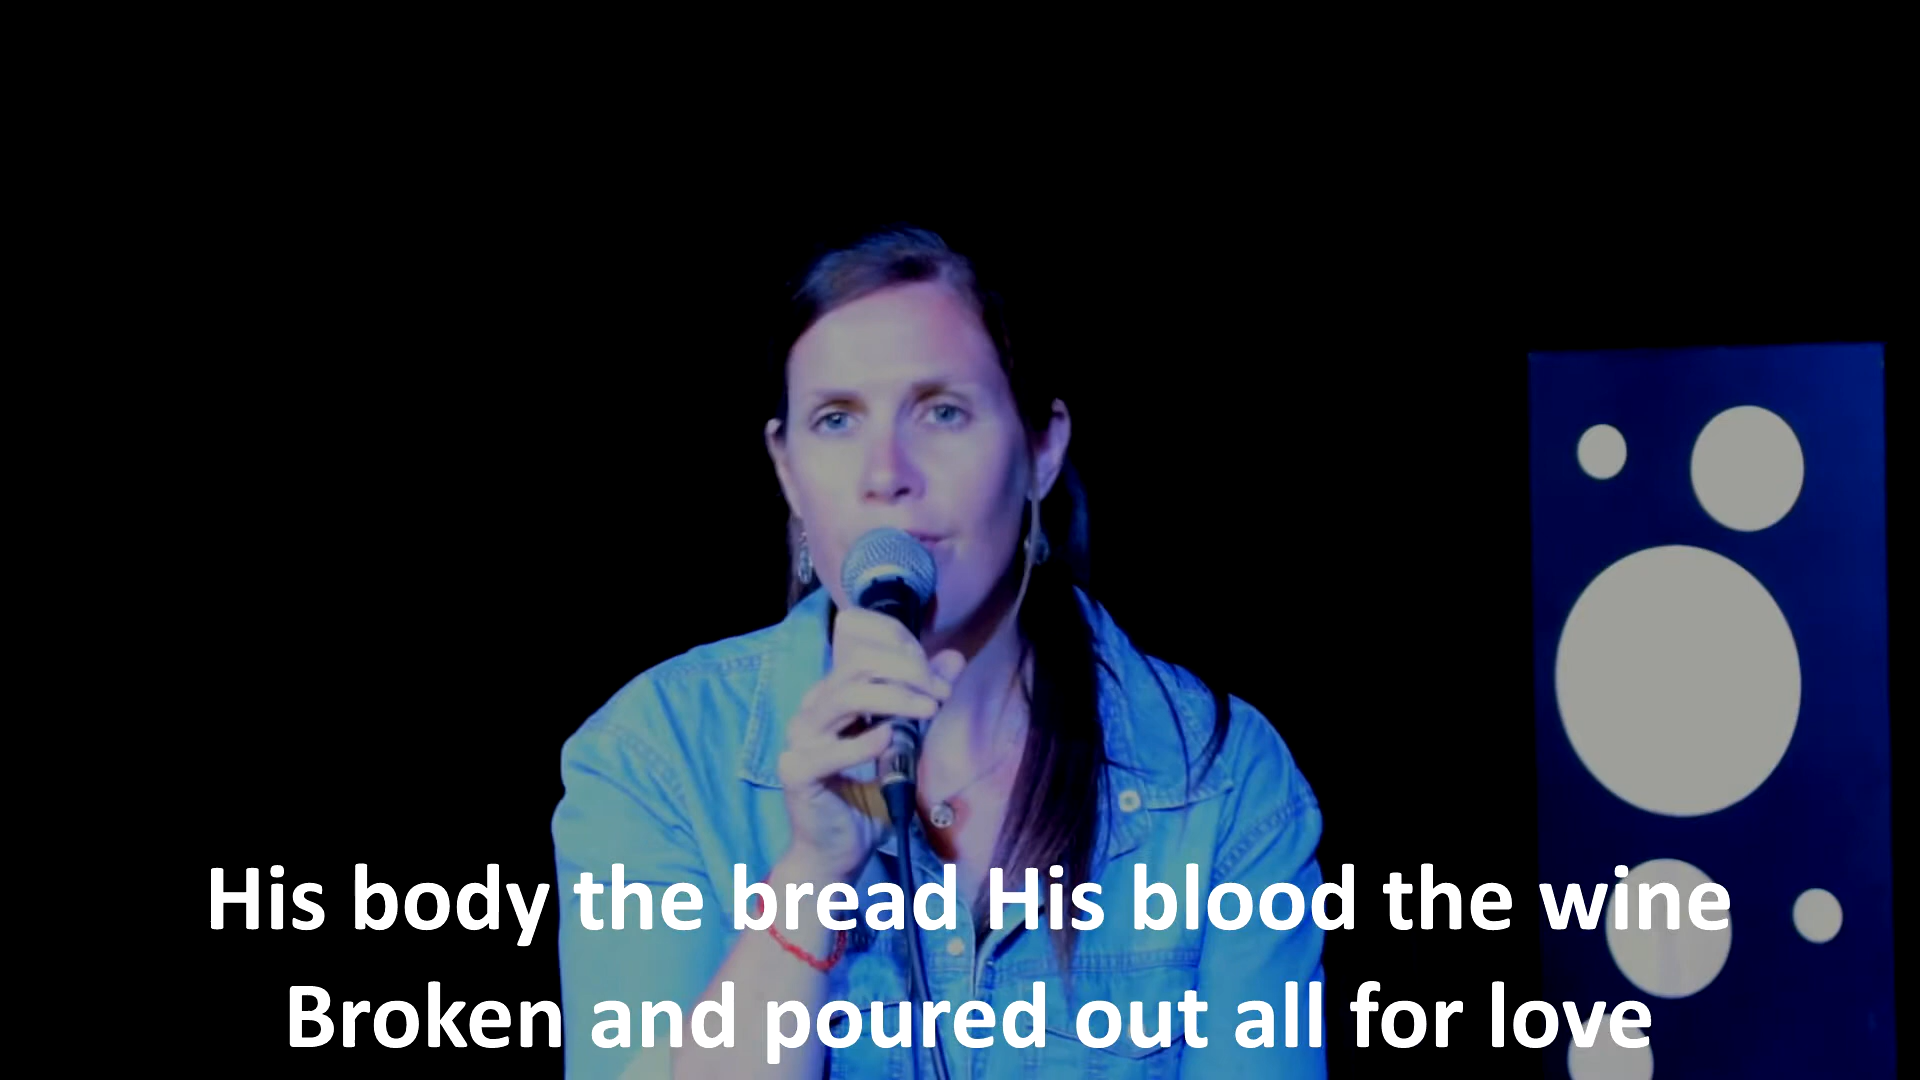 His body the bread His blood the wine
Broken and poured out all for love